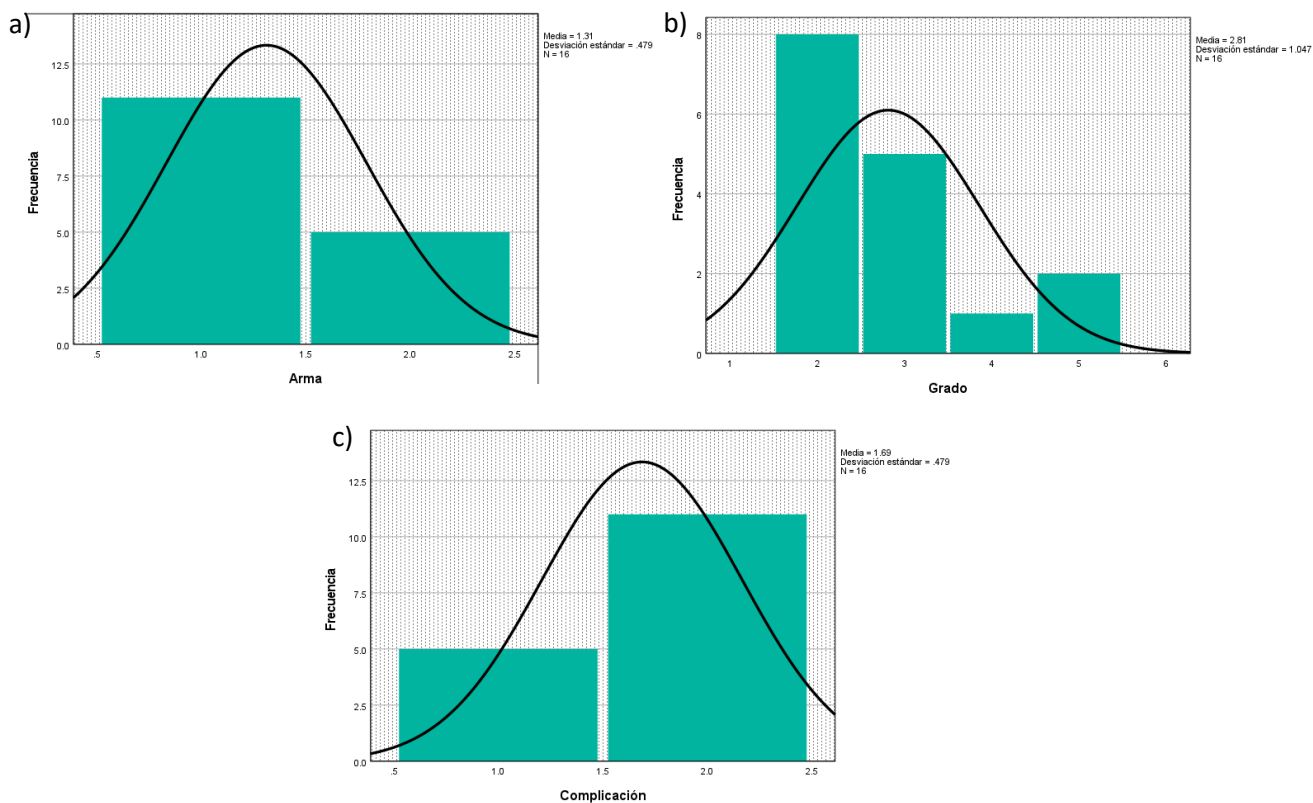 a)
Media = 1.31
Desviación estándar = .479
N = 16
12.5
10.0
7.5
5.0
2.5
0.0
Frecuencia
.5 1.0 1.5 2.0 2.5
Arma
b)
Media = 2.81
Desviación estándar = 1.047
N = 16
8
6
4
2
0
Frecuencia
1 2 3 4 5 6
Grado
c)
Media = 1.69
Desviación estándar = .479
N = 16
12.5
10.0
7.5
5.0
2.5
0.0
Frecuencia
.5 1.0 1.5 2.0 2.5
Complicación